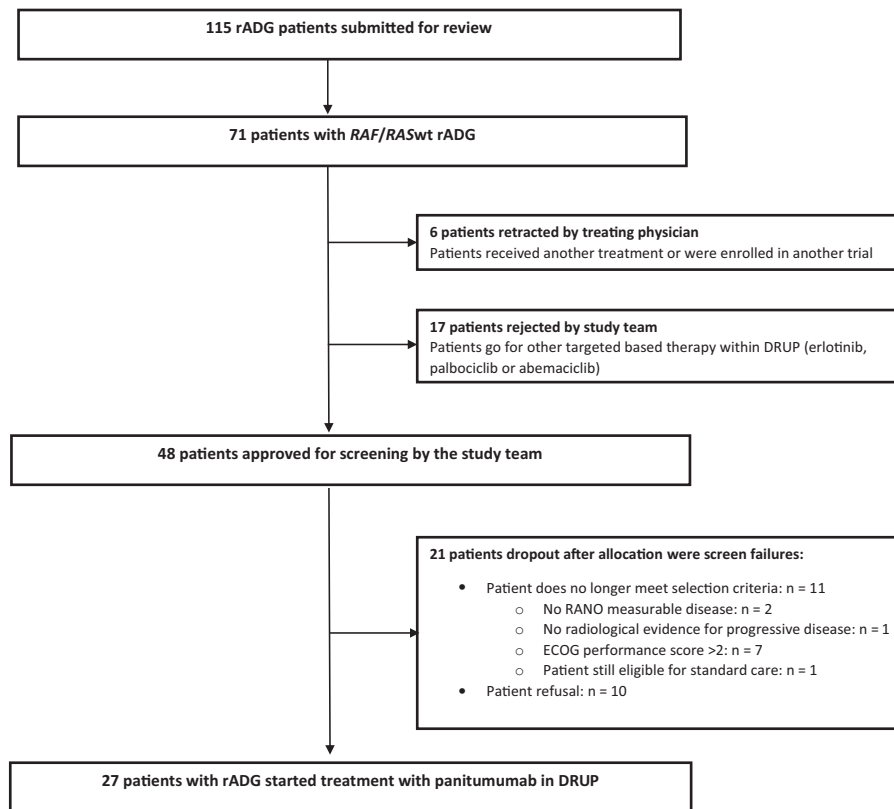 115 rADG patients submitted for review
71 patients with RAF/RASwt rADG
6 patients retracted by treating physician
Patients received another treatment or were enrolled in another trial
17 patients rejected by study team
Patients go for other targeted based therapy within DRUP (erlotinib,
palbociclib or abemaciclib)
48 patients approved for screening by the study team
21 patients dropout after allocation were screen failures:
• Patient does no longer meet selection criteria: n = 11
o No RANO measurable disease: n = 2
o No radiological evidence for progressive disease: n = 1
o ECOG performance score >2: n = 7
o Patient still eligible for standard care: n = 1
• Patient refusal: n = 10
27 patients with rADG started treatment with panitumumab in DRUP